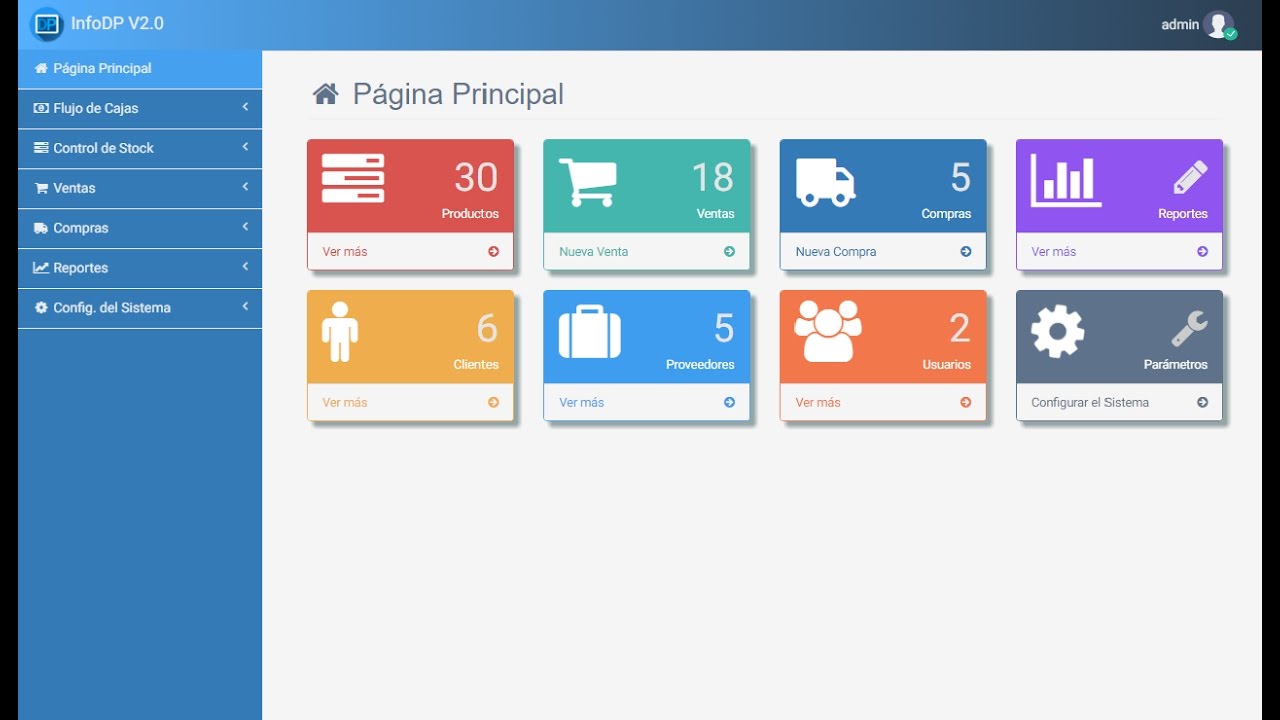 DP InfoDP V2.0
admin
Página Principal
Flujo de Cajas
Control de Stock
Ventas
Compras
Reportes
Config. del Sistema
Página Principal
30
Productos
Ver más
18
Ventas
Nueva Venta
5
Compras
Nueva Compra
Reportes
Ver más
6
Clientes
Ver más
5
Proveedores
Ver más
2
Usuarios
Ver más
Parámetros
Configurar el Sistema